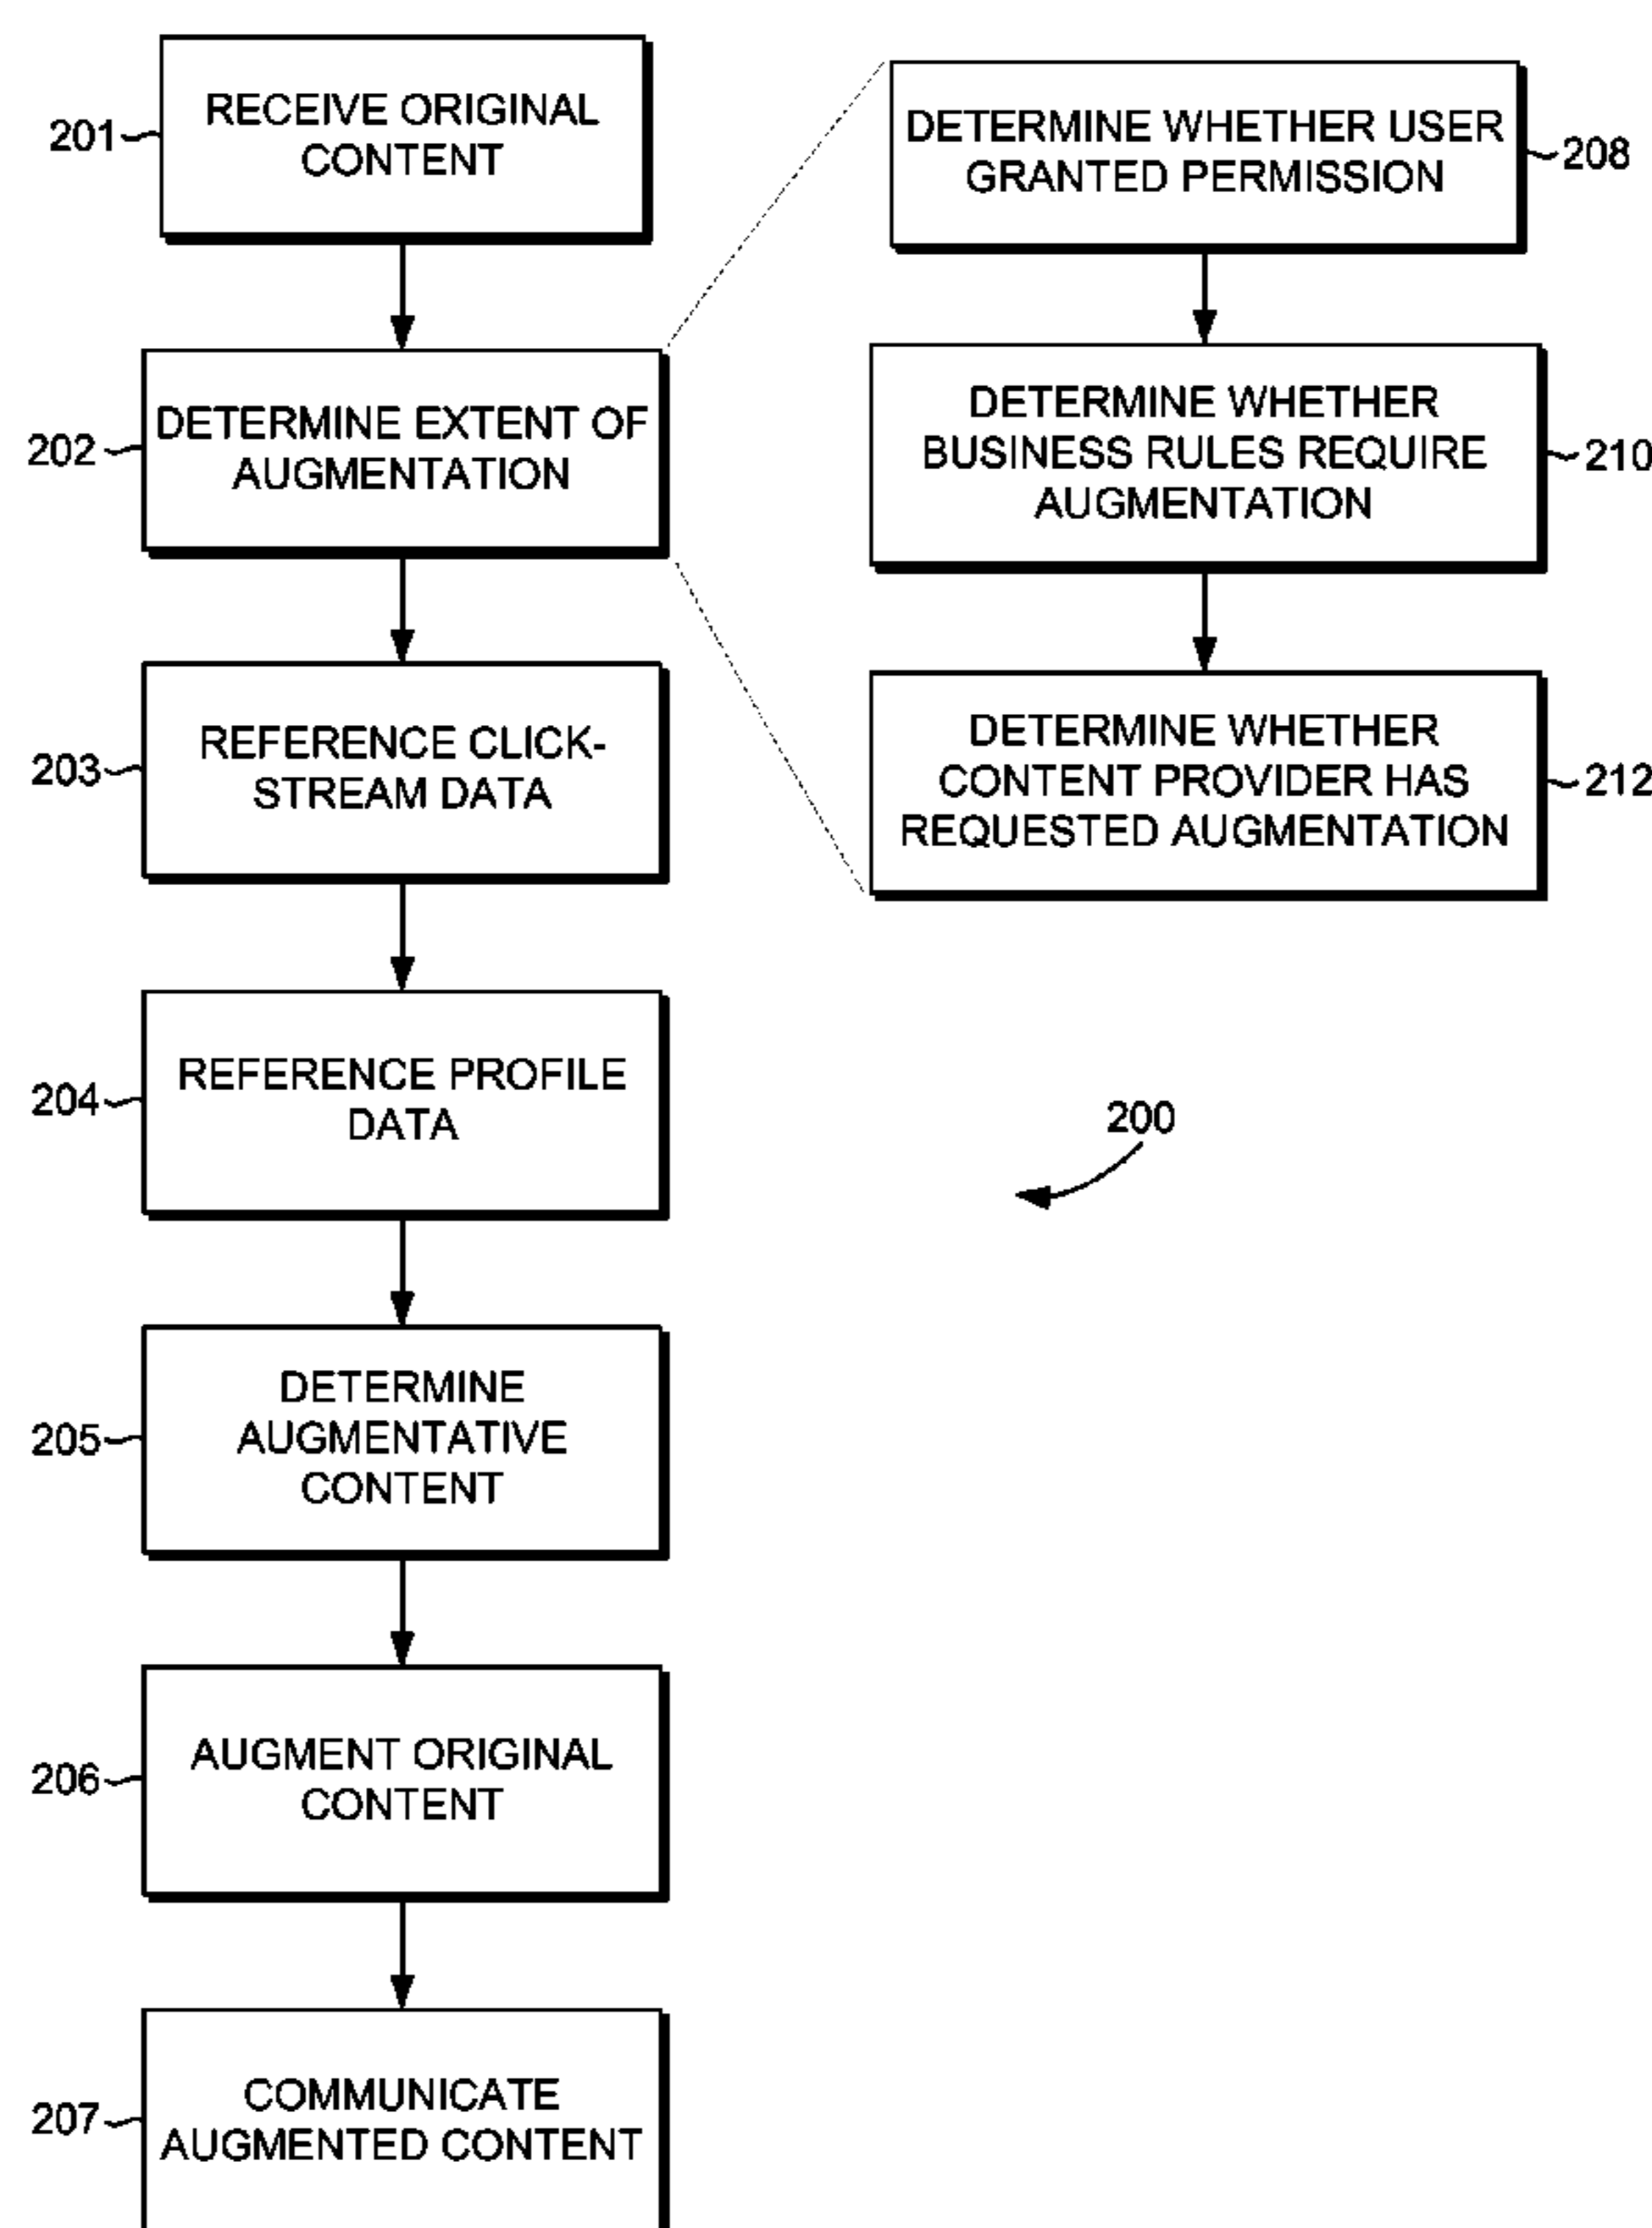 201
RECEIVE ORIGINAL
CONTENT
202
DETERMINE EXTENT OF
AUGMENTATION
203
REFERENCE CLICK-
STREAM DATA
204
REFERENCE PROFILE
DATA
205
DETERMINE
AUGMENTATIVE
CONTENT
206
AUGMENT ORIGINAL
CONTENT
207
COMMUNICATE
AUGMENTED CONTENT
DETERMINE WHETHER USER
GRANTED PERMISSION
208
DETERMINE WHETHER
BUSINESS RULES REQUIRE
AUGMENTATION
210
DETERMINE WHETHER
CONTENT PROVIDER HAS
REQUESTED AUGMENTATION
212
200